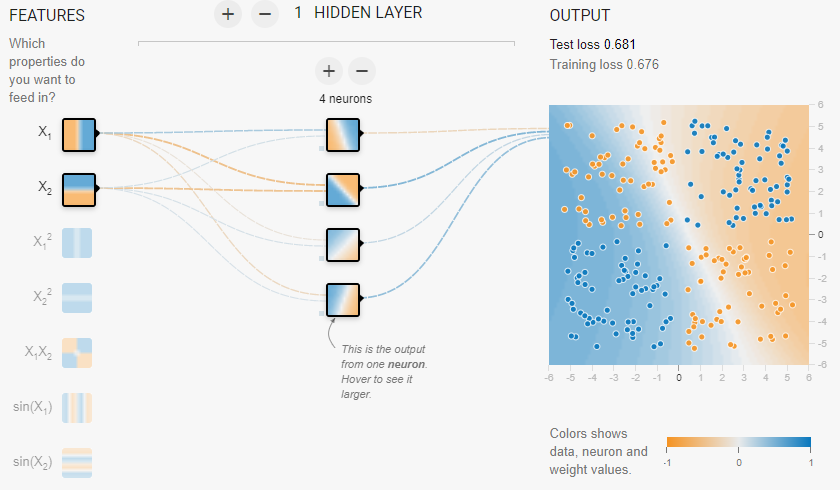 FEATURES
Which
properties do
you want to
feed in?
X1
X2
X1²
X2²
X1X2
sin(X1)
sin(X2)
+ − 1 HIDDEN LAYER
+ −
4 neurons
This is the output
from one neuron.
Hover to see it
larger.
OUTPUT
Test loss 0.681
Training loss 0.676
6
5
4
3
2
1
0
-1
-2
-3
-4
-5
-6
-6 -5 -4 -3 -2 -1 0 1 2 3 4 5 6
Colors shows
data, neuron and
weight values.
-1 0 1